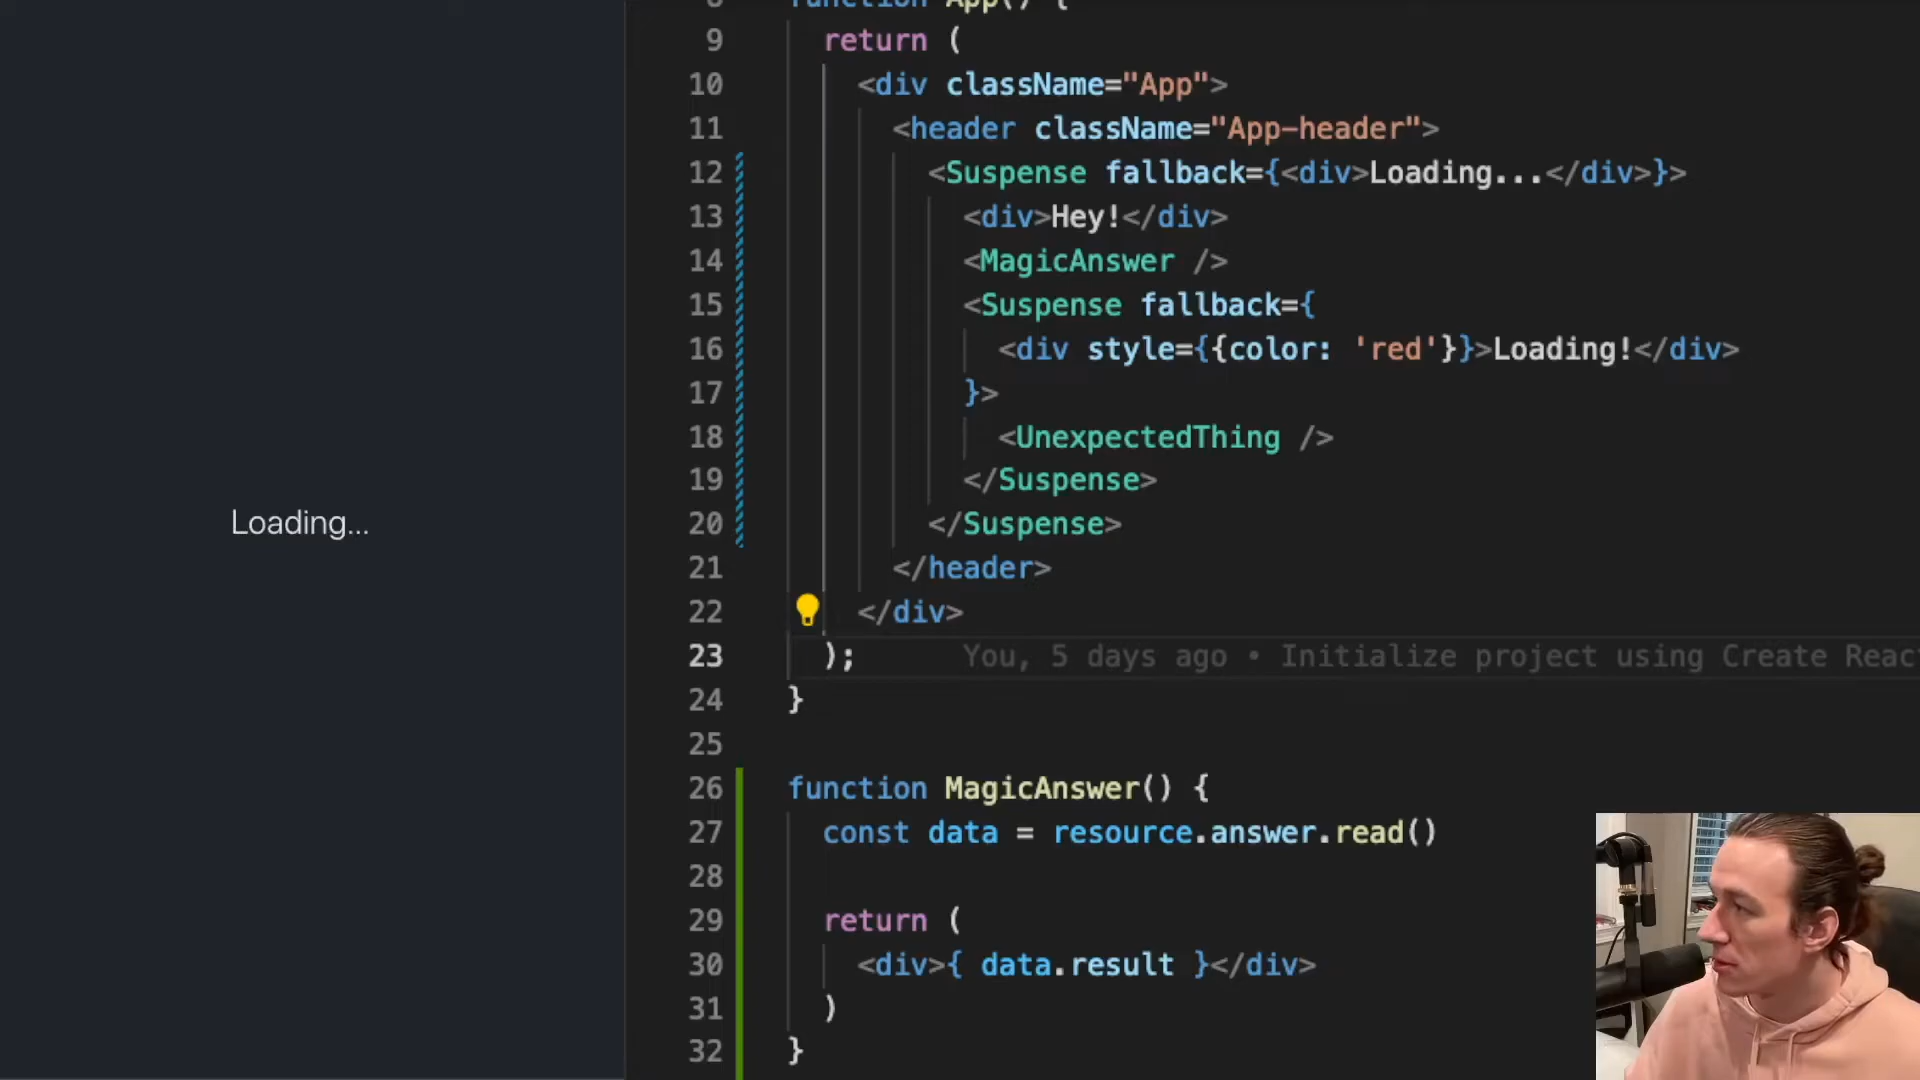 8 function App() {
9 return (
10 <div className="App">
11 <header className="App-header">
12 <Suspense fallback={<div>Loading...</div>}>
13 <div>Hey!</div>
14 <MagicAnswer />
15 <Suspense fallback={
16 <div style={{color: 'red'}}>Loading!</div>
17 }>
18 <UnexpectedThing />
19 </Suspense>
Loading...
20 </Suspense>
21 </header>
22 </div>
23 ); You, 5 days ago • Initialize project using Create Reac
24 }
25
26 function MagicAnswer() {
27 const data = resource.answer.read()
28
29 return (
30 <div>{ data.result }</div>
31 )
32 }